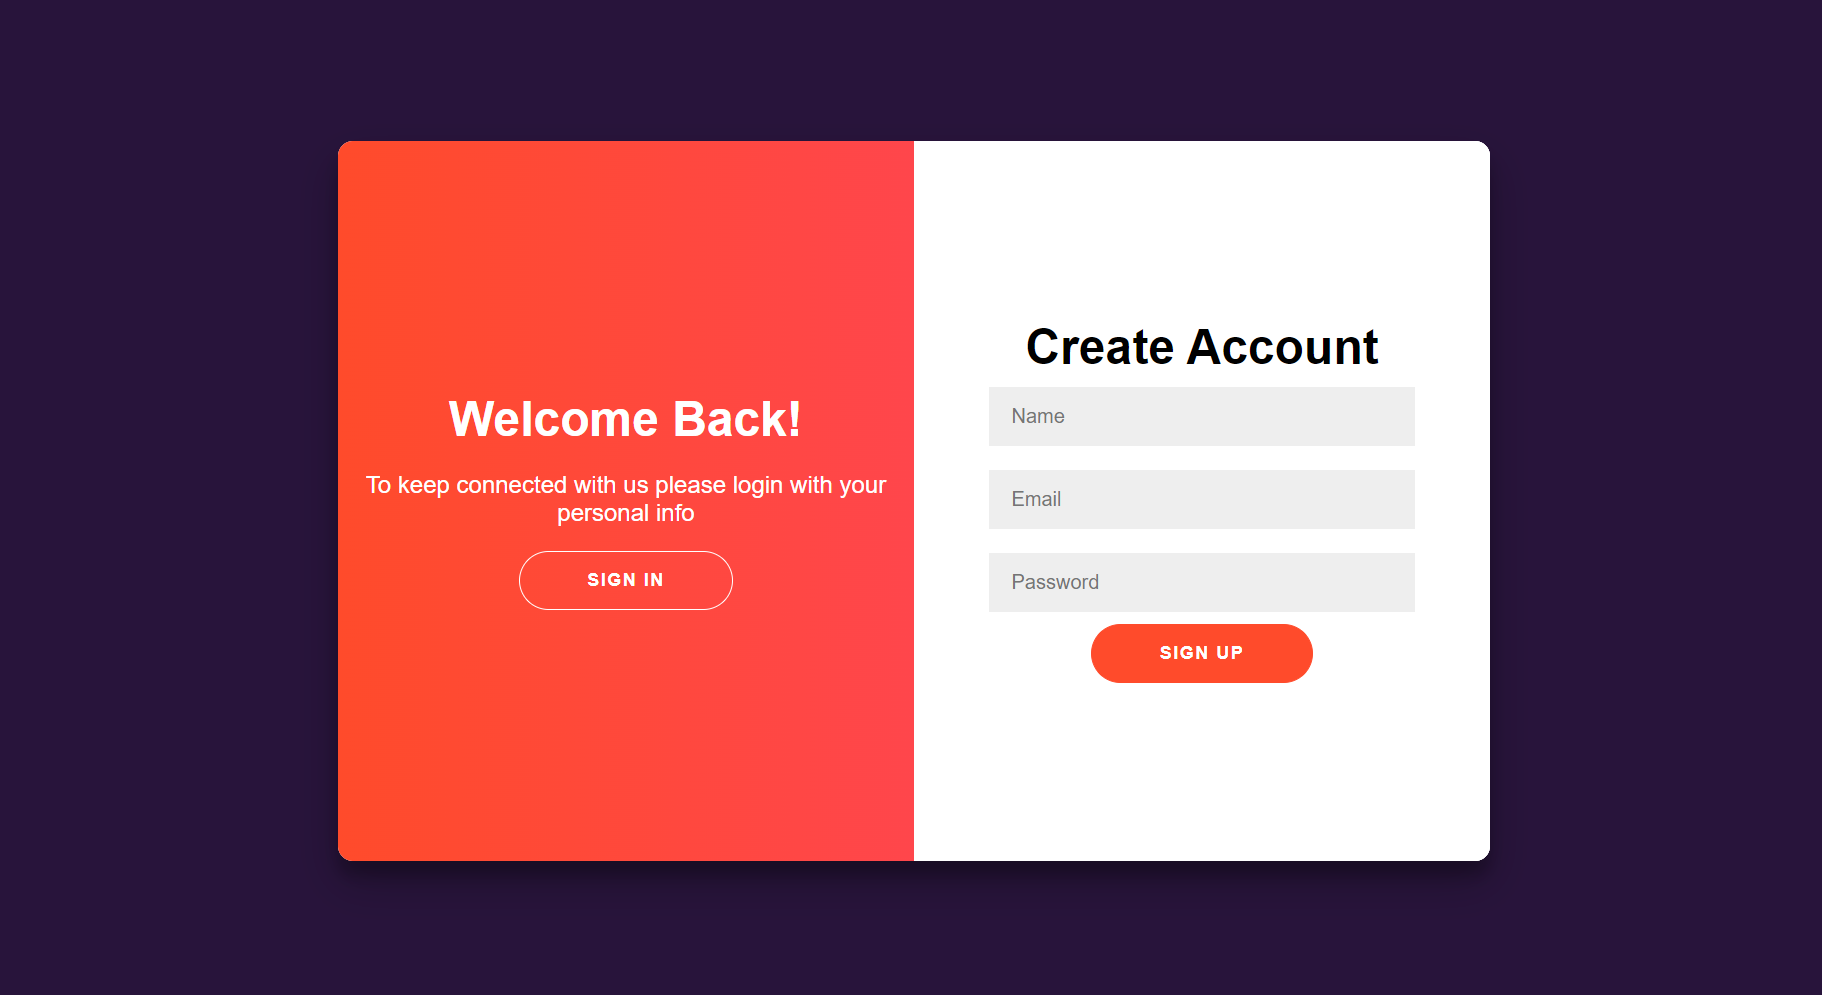 Welcome Back!
To keep connected with us please login with your
personal info
SIGN IN
Create Account
Name
Email
Password
SIGN UP